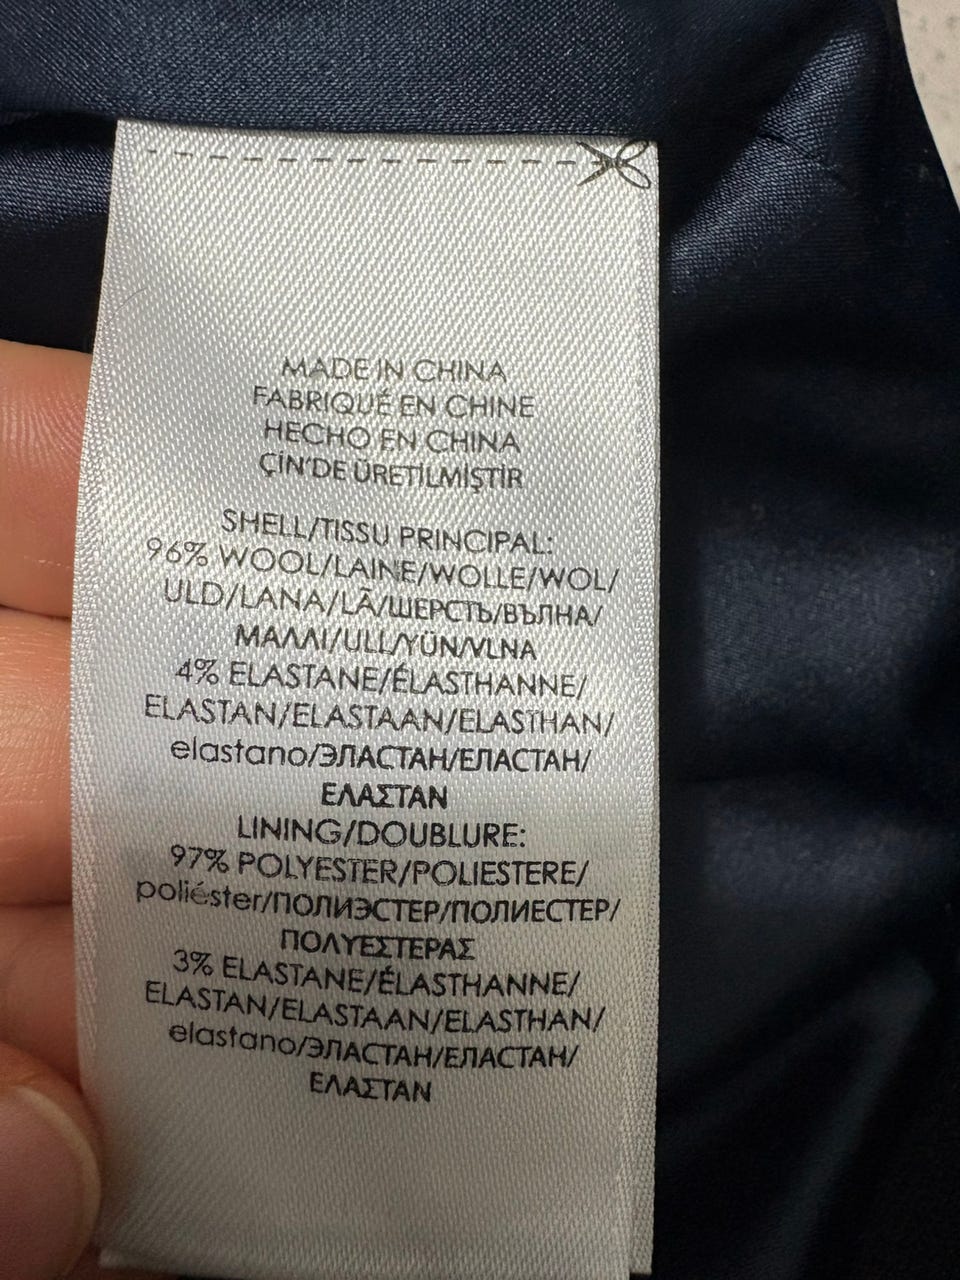 MADE IN CHINA
FABRIQUÉ EN CHINE
HECHO EN CHINA
ÇİN'DE ÜRETİLMİŞTİR
SHELL/TISSU PRINCIPAL:
96% WOOL/LAINE/WOLLE/WOL/
ULD/LANA/LÃ/ШЕРСТЬ/ВЪЛНА/
ΜΑΛΛΙ/ULL/YÜN/VLNA
4% ELASTANE/ÉLASTHANNE/
ELASTAN/ELASTAAN/ELASTHAN/
elastano/ЭЛАСТАН/ЕЛАСТАН/
ΕΛΑΣΤΑΝ
LINING/DOUBLURE:
97% POLYESTER/POLIESTERE/
poliéster/ПОЛИЭСТЕР/ПОЛИЕСТЕР/
ΠΟΛΥΕΣΤΕΡΑΣ
3% ELASTANE/ÉLASTHANNE/
ELASTAN/ELASTAAN/ELASTHAN/
elastano/ЭЛАСТАН/ЕЛАСТАН/
ΕΛΑΣΤΑΝ